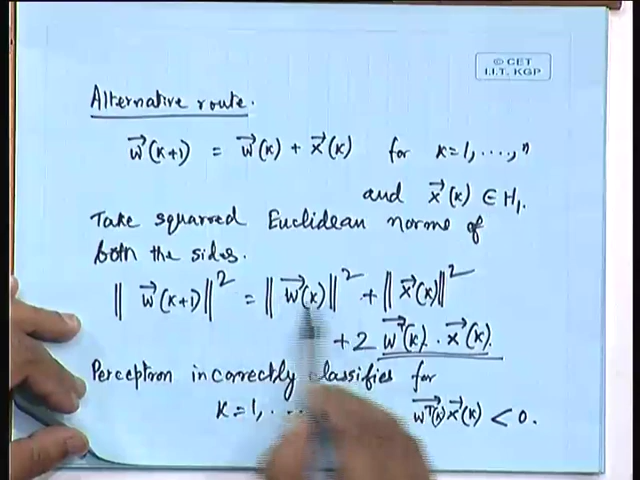 © CET
I.I.T. KGP
Alternative route.
w⃗(k+1) = w⃗(k) + x⃗(k) for k=1,....,n
and x⃗(k) ∈ H₁.
Take squared Euclidean norms of
both the sides.
‖w⃗(k+1)‖² = ‖w⃗(k)‖² + ‖x⃗(k)‖²
+2 w⃗ᵀ(k).x⃗(k).
Perceptron incorrectly classifies for
k=1,... w⃗ᵀ(k)x⃗(k) < 0.